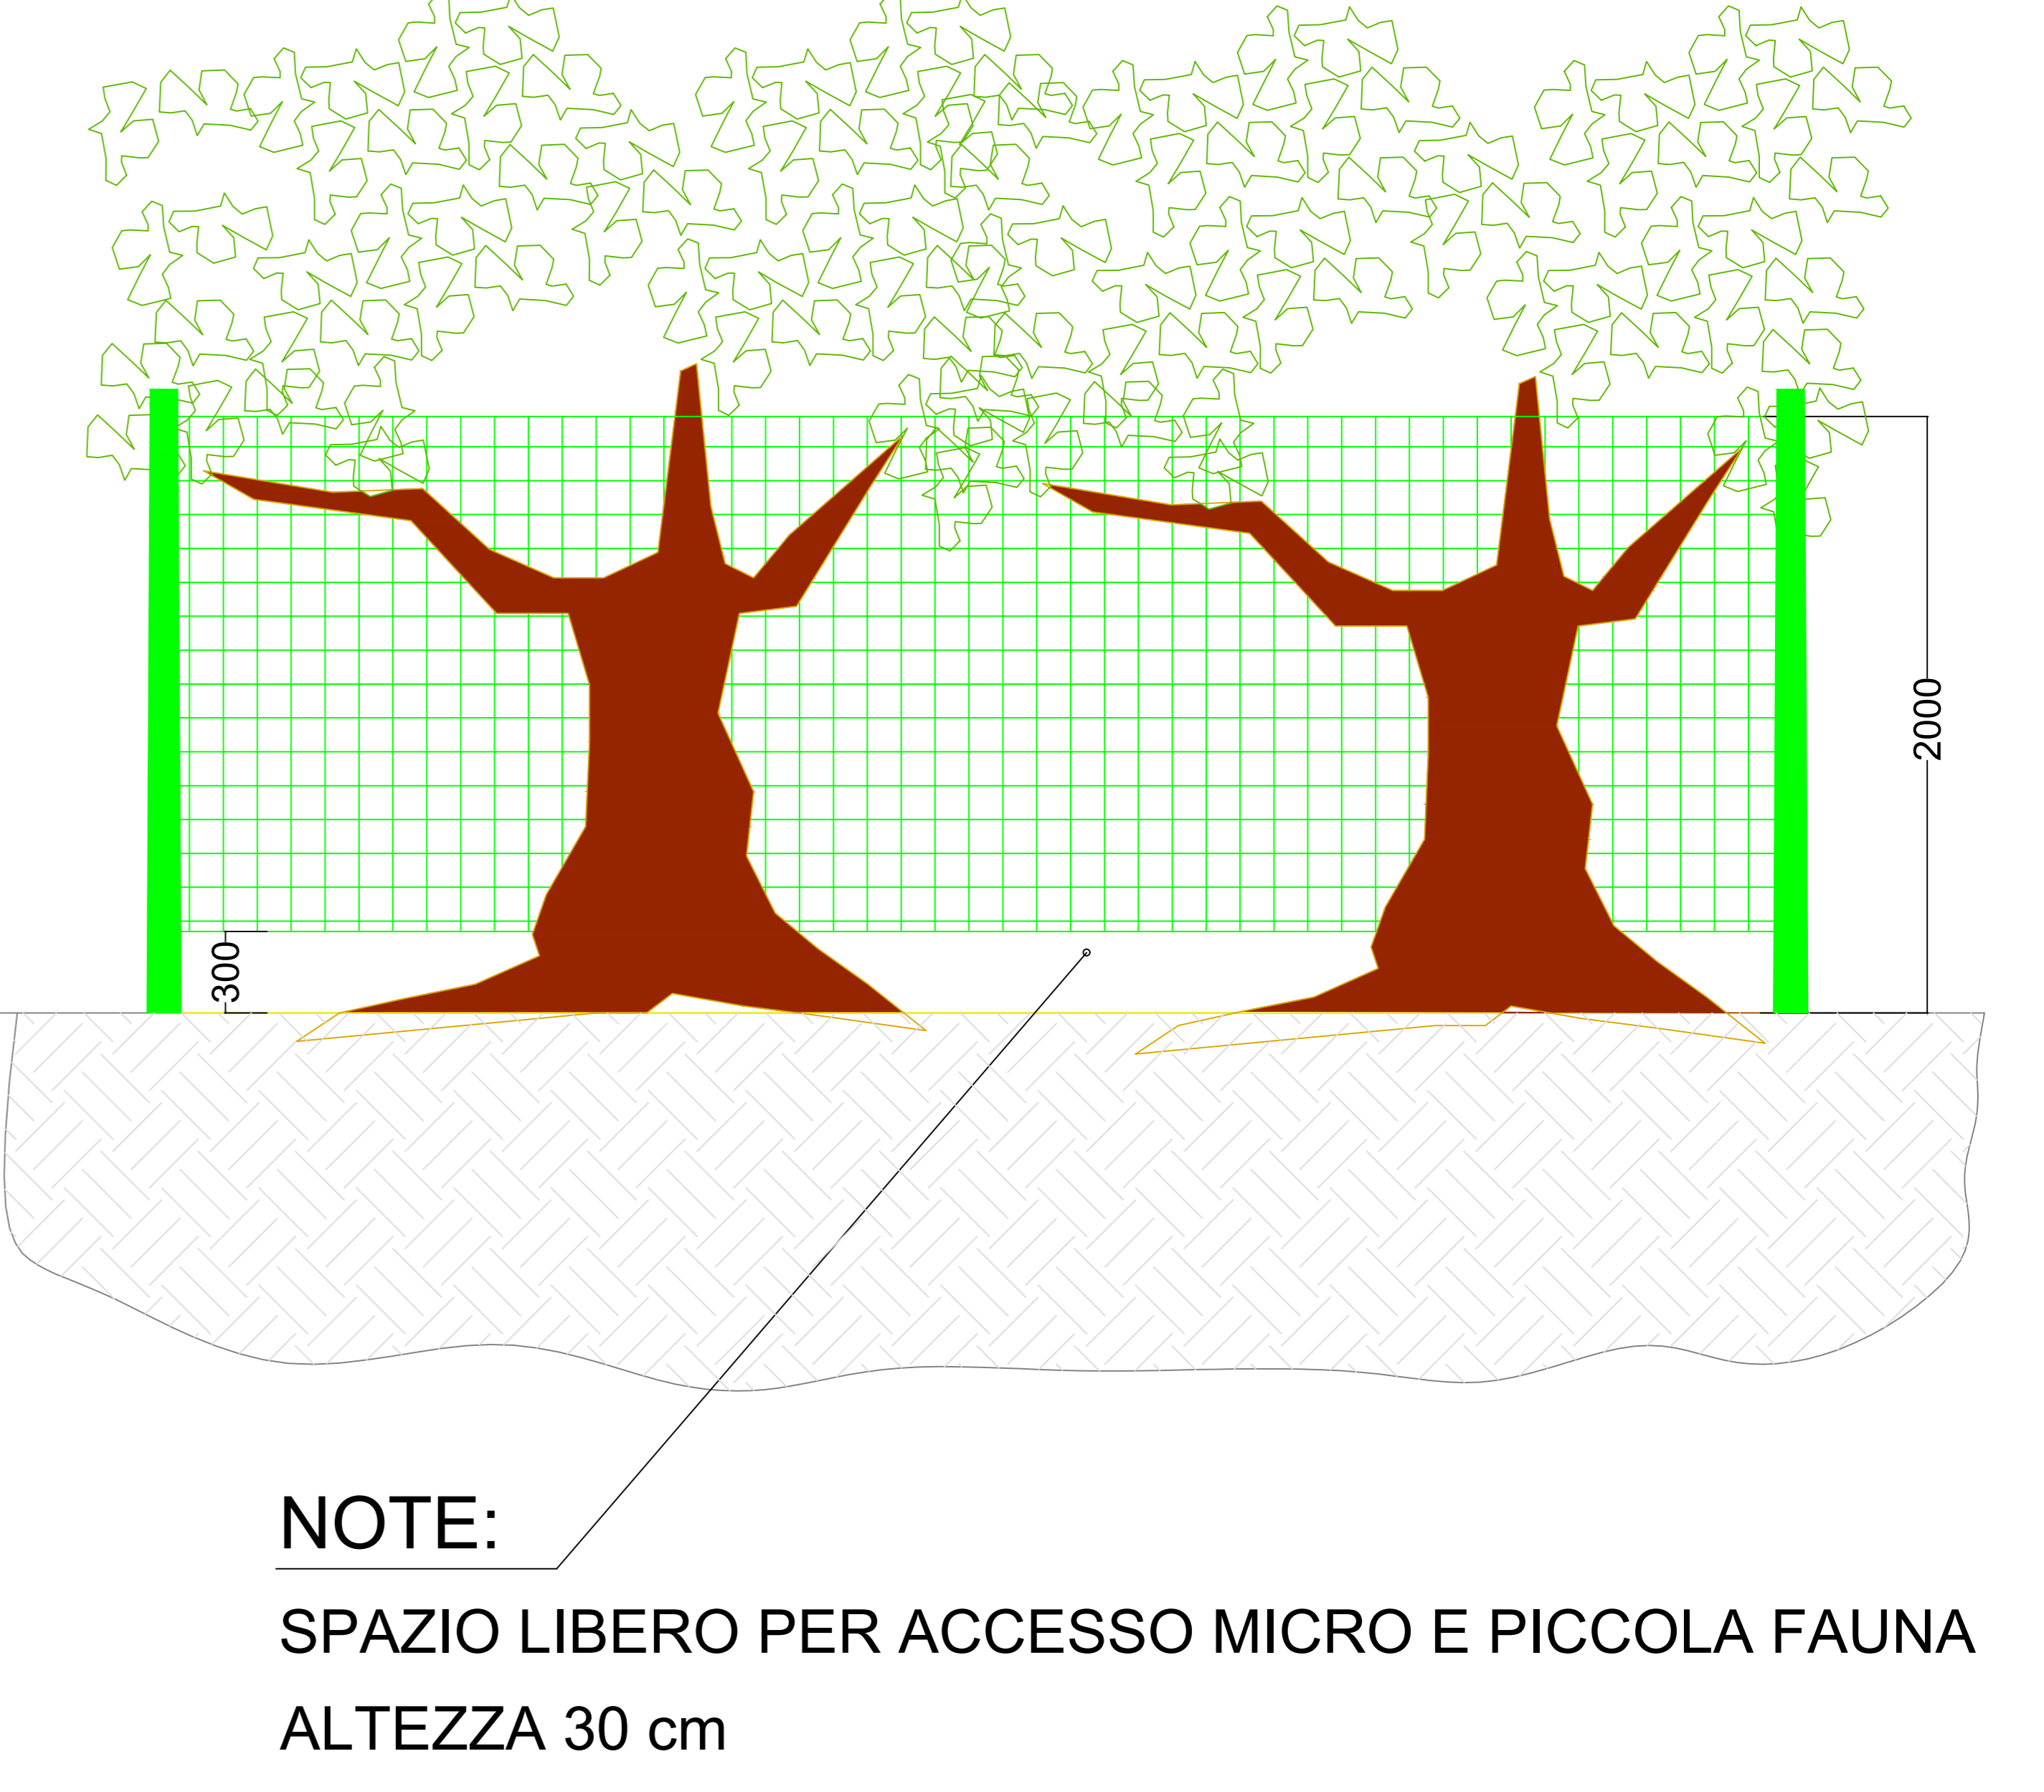 2000
300
NOTE:
SPAZIO LIBERO PER ACCESSO MICRO E PICCOLA FAUNA
ALTEZZA 30 cm